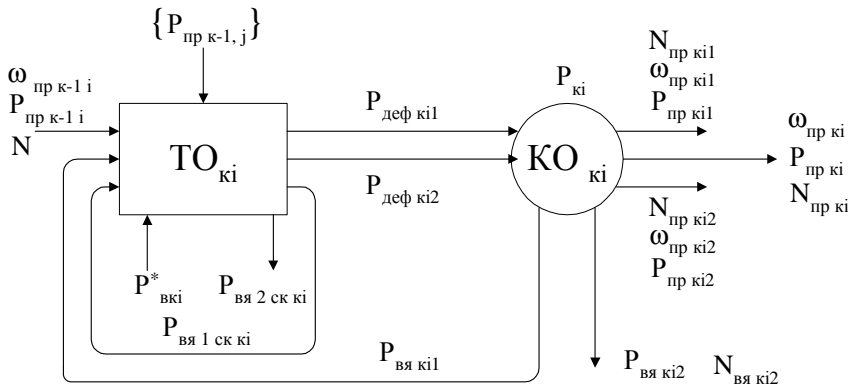 {P пр к-1, j}
ω пр к-1 і
P пр к-1 і
N
ТО кі
P деф кі1
P деф кі2
P кі
КО кі
N пр кі1
ω пр кі1
P пр кі1
ω пр кі
P пр кі
N пр кі
N пр кі2
ω пр кі2
P пр кі2
P* вкі
P вя 2 ск кі
P вя 1 ск кі
P вя кі1
P вя кі2 N вя кі2